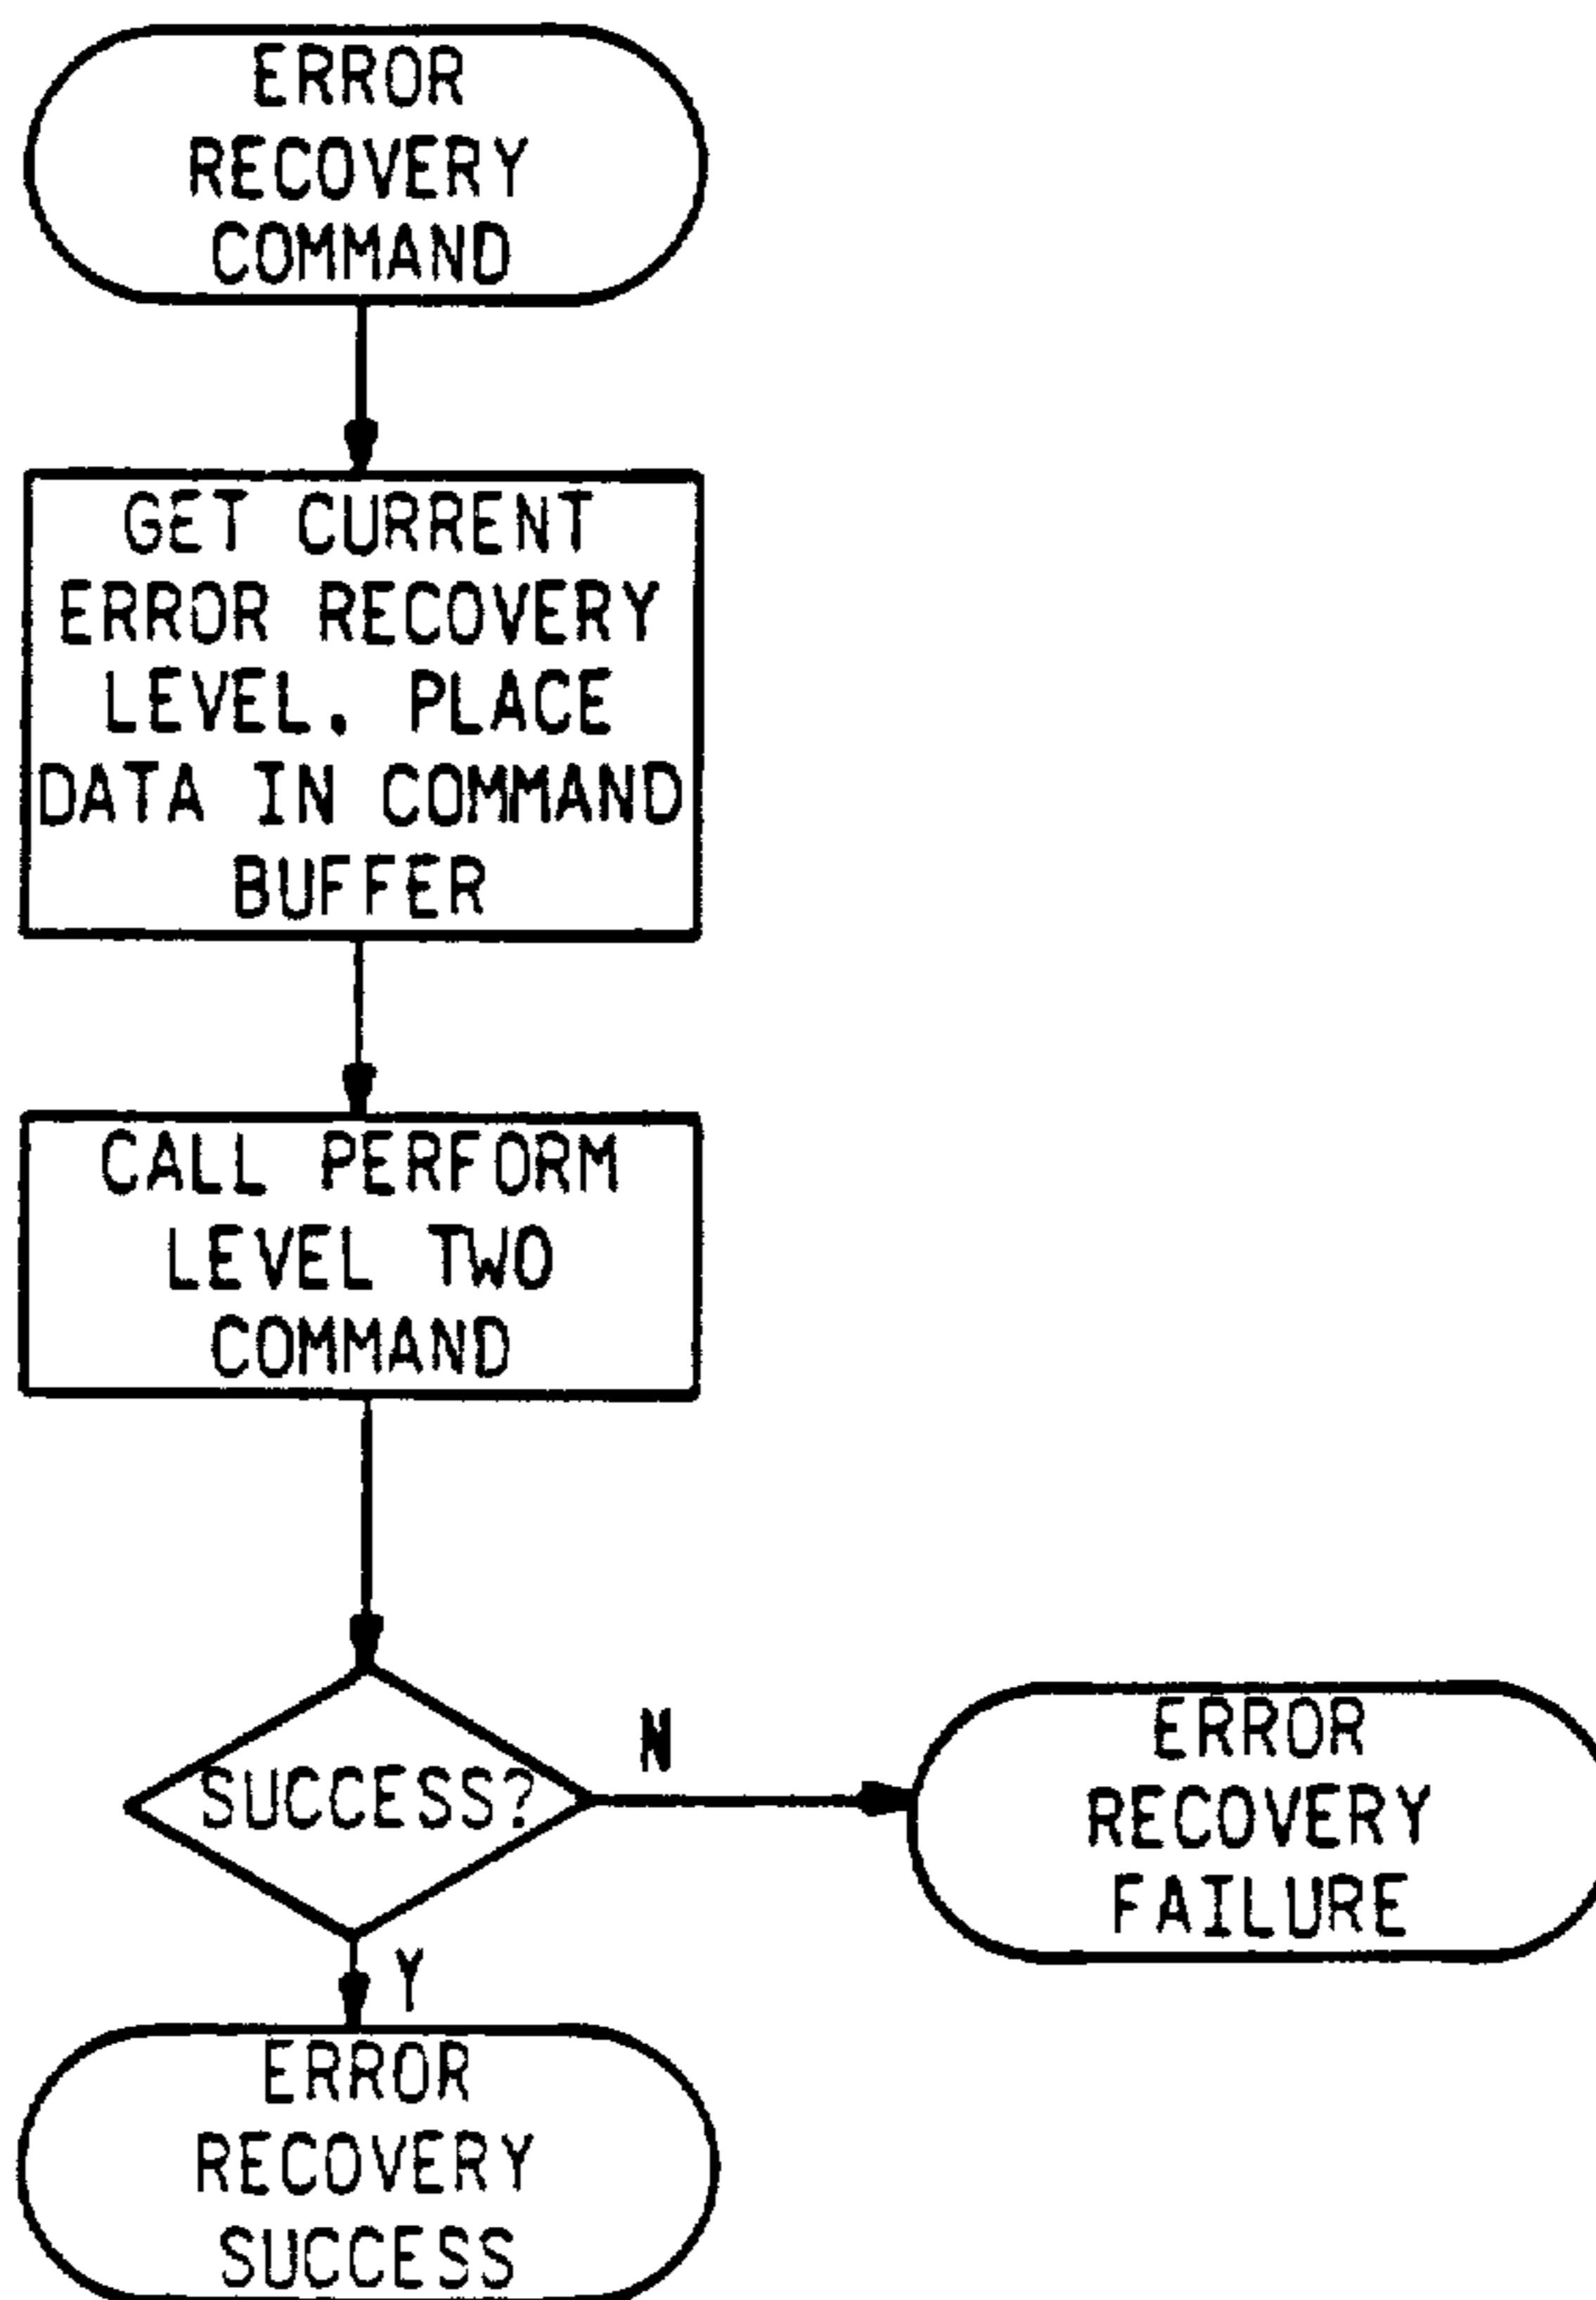 ERROR
RECOVERY
COMMAND
GET CURRENT
ERROR RECOVERY
LEVEL. PLACE
DATA IN COMMAND
BUFFER
CALL PERFORM
LEVEL TWO
COMMAND
SUCCESS?
N
ERROR
RECOVERY
FAILURE
Y
ERROR
RECOVERY
SUCCESS